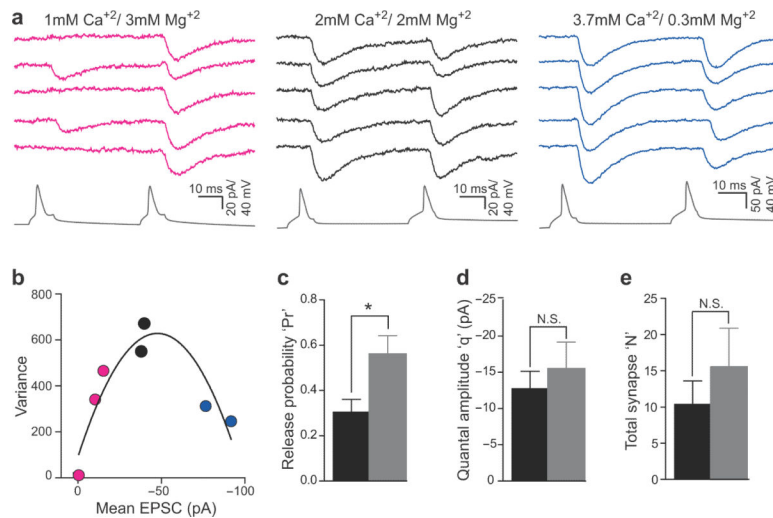 a
1mM Ca+2/ 3mM Mg+2
2mM Ca+2/ 2mM Mg+2
3.7mM Ca+2/ 0.3mM Mg+2
10 ms
20 pA/
40 mV
10 ms
20 pA/
40 mV
10 ms
50 pA/
40 mV
b
800
600
400
200
0
Variance
0
−50
−100
Mean EPSC (pA)
c
0.8
0.6
0.4
0.2
0.0
Release probability 'Pr'
*
d
−25
−20
−15
−10
−5
0
Quantal amplitude 'q' (pA)
N.S.
e
25
20
15
10
5
0
Total synapse 'N'
N.S.